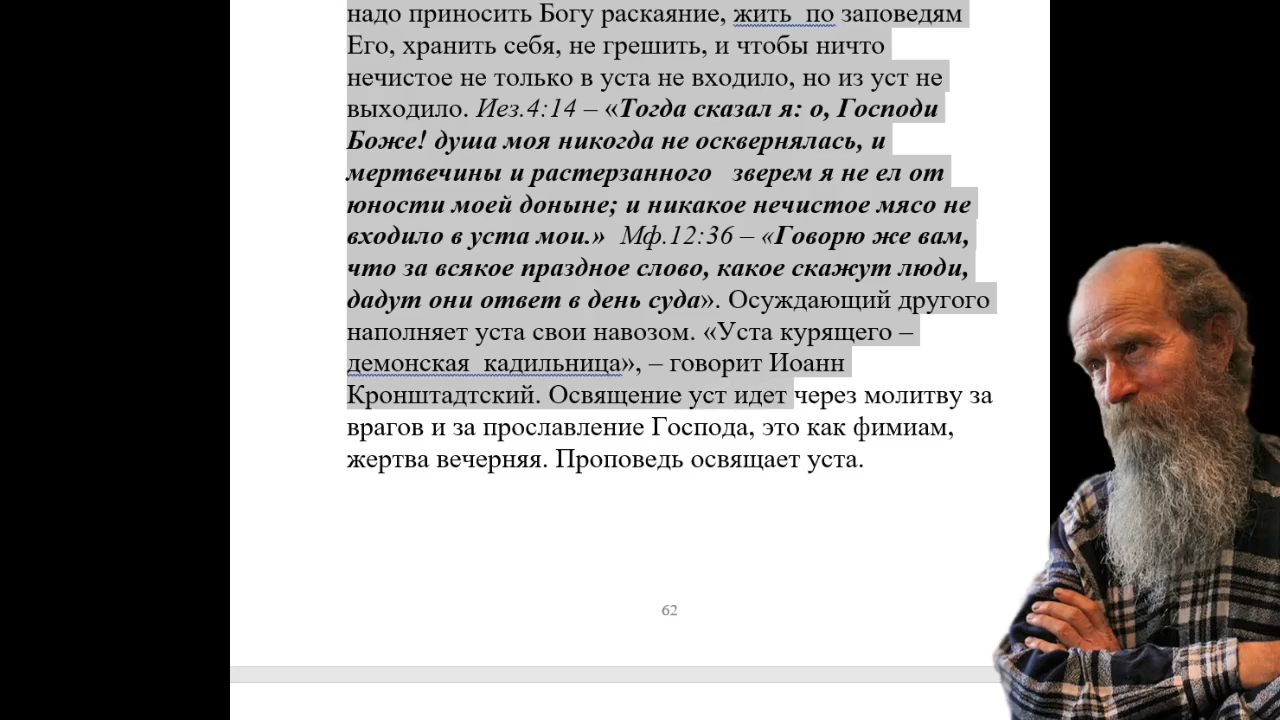 надо приносить Богу раскаяние, жить  по заповедям
Его, хранить себя, не грешить, и чтобы ничто
нечистое не только в уста не входило, но из уст не
выходило. Иез.4:14 – «Тогда сказал я: о, Господи
Боже! душа моя никогда не осквернялась, и
мертвечины и растерзанного   зверем я не ел от
юности моей доныне; и никакое нечистое мясо не
входило в уста мои.»  Мф.12:36 – «Говорю же вам,
что за всякое праздное слово, какое скажут люди,
дадут они ответ в день суда». Осуждающий другого
наполняет уста свои навозом. «Уста курящего –
демонская  кадильница», – говорит Иоанн
Кронштадтский. Освящение уст идет через молитву за
врагов и за прославление Господа, это как фимиам,
жертва вечерняя. Проповедь освящает уста.
62